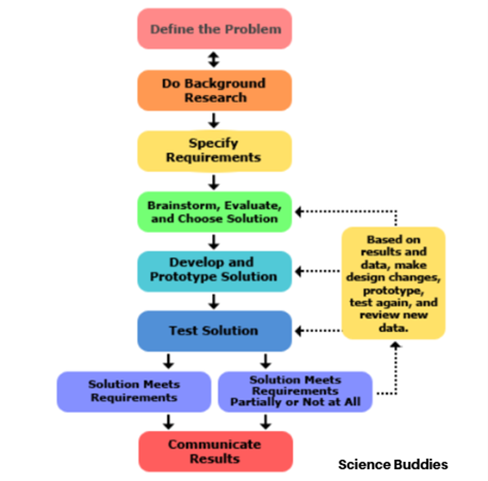 Define the Problem
Do Background
Research
Specify
Requirements
Brainstorm, Evaluate,
and Choose Solution
Develop and
Prototype Solution
Test Solution
Based on
results and
data, make
design changes,
prototype,
test again, and
review new
data.
Solution Meets
Requirements
Solution Meets
Requirements
Partially or Not at All
Communicate
Results
Science Buddies